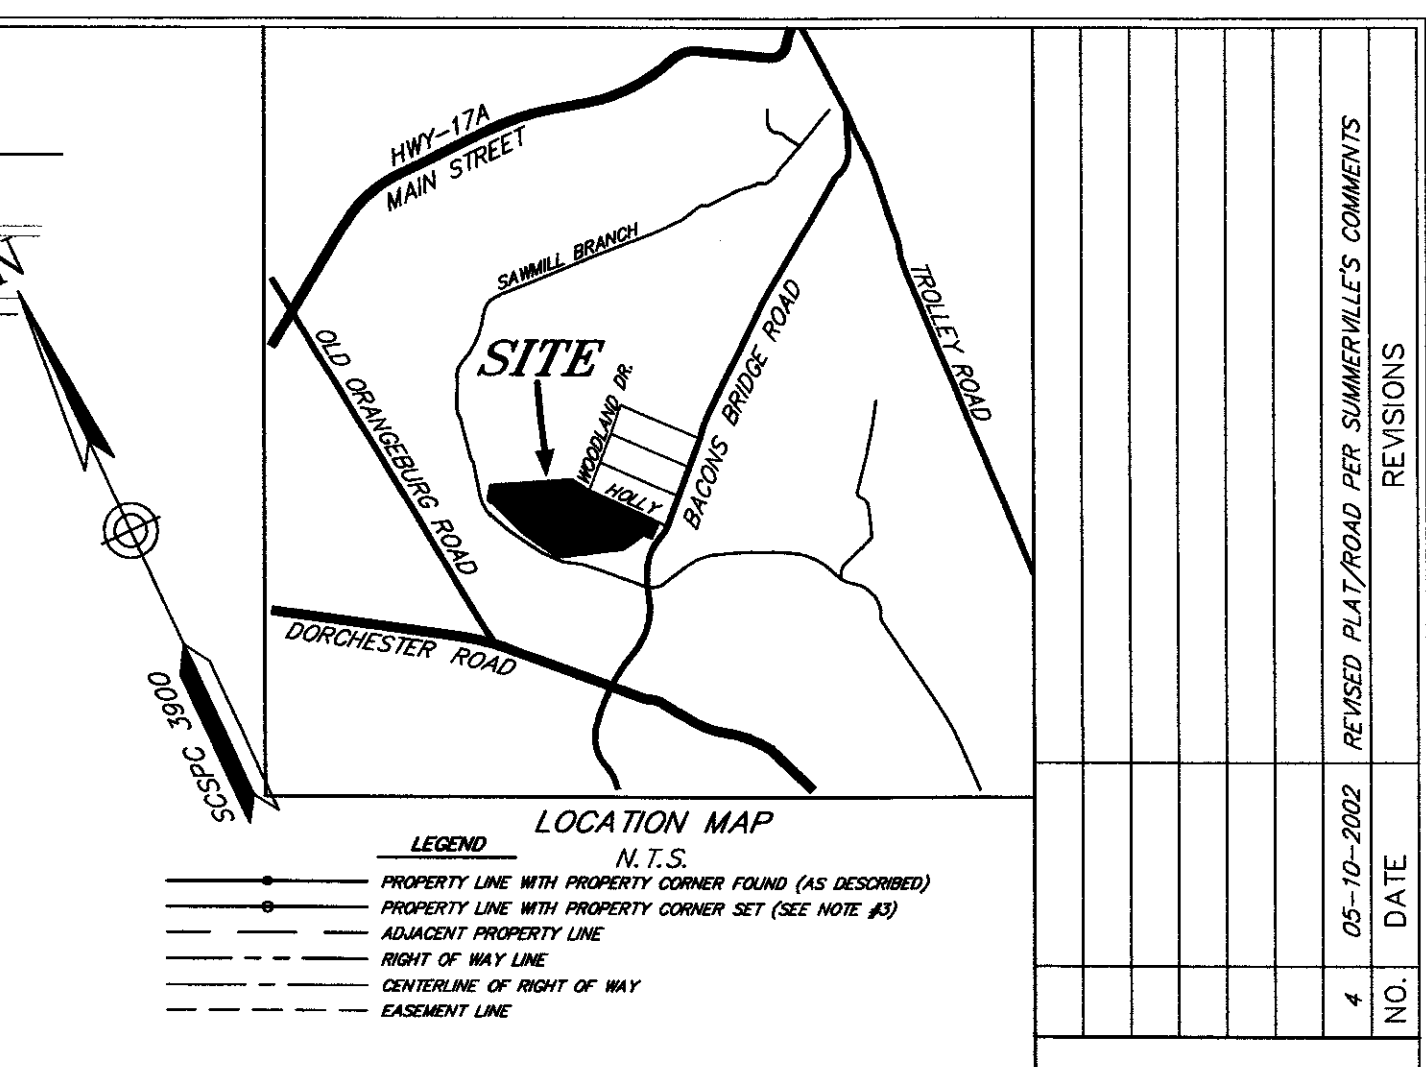 N
SCSPC 3900
HWY-17A
MAIN STREET
SAWMILL BRANCH
OLD ORANGEBURG ROAD
SITE
WOODLAND DR.
HOLLY
BACONS BRIDGE ROAD
TROLLEY ROAD
DORCHESTER ROAD
LOCATION MAP
N.T.S.
LEGEND
PROPERTY LINE WITH PROPERTY CORNER FOUND (AS DESCRIBED)
PROPERTY LINE WITH PROPERTY CORNER SET (SEE NOTE #3)
ADJACENT PROPERTY LINE
RIGHT OF WAY LINE
CENTERLINE OF RIGHT OF WAY
EASEMENT LINE
4 05-10-2002 REVISED PLAT/ROAD PER SUMMERVILLE'S COMMENTS
NO. DATE REVISIONS